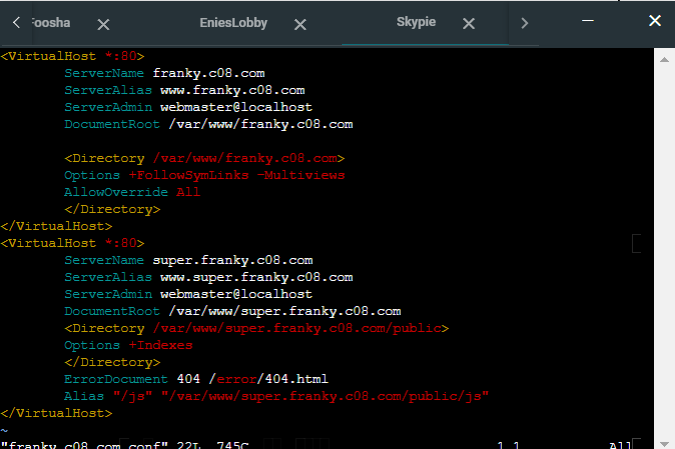 Foosha
EniesLobby
Skypie
<VirtualHost *:80>
ServerName franky.c08.com
ServerAlias www.franky.c08.com
ServerAdmin webmaster@localhost
DocumentRoot /var/www/franky.c08.com
<Directory /var/www/franky.c08.com>
Options +FollowSymLinks -Multiviews
AllowOverride All
</Directory>
</VirtualHost>
<VirtualHost *:80>
ServerName super.franky.c08.com
ServerAlias www.super.franky.c08.com
ServerAdmin webmaster@localhost
DocumentRoot /var/www/super.franky.c08.com
<Directory /var/www/super.franky.c08.com/public>
Options +Indexes
</Directory>
ErrorDocument 404 /error/404.html
Alias "/js" "/var/www/super.franky.c08.com/public/js"
</VirtualHost>
~
"franky.c08.com.conf" 22L, 745C 1,1 All